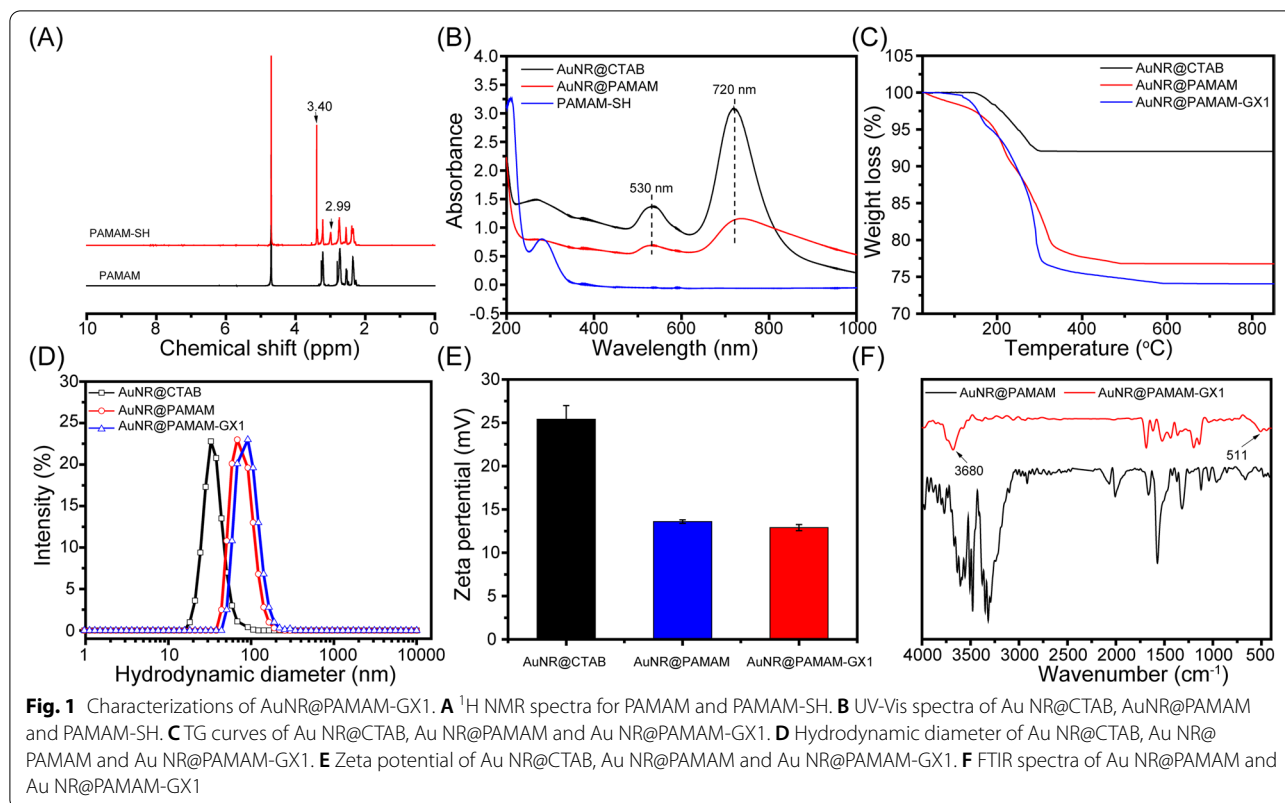 (A)
3.40
2.99
PAMAM-SH
PAMAM
10 8 6 4 2 0
Chemical shift (ppm)
(B)
4.0
3.5
3.0
2.5
2.0
1.5
1.0
0.5
0.0
-0.5
AuNR@CTAB
AuNR@PAMAM
PAMAM-SH
720 nm
530 nm
Absorbance
200 400 600 800 1000
Wavelength (nm)
(C)
105
100
95
90
85
80
75
70
AuNR@CTAB
AuNR@PAMAM
AuNR@PAMAM-GX1
Weight loss (%)
0 200 400 600 800
Temperature (°C)
(D)
30
25
20
15
10
5
0
AuNR@CTAB
AuNR@PAMAM
AuNR@PAMAM-GX1
Intensity (%)
1 10 100 1000 10000
Hydrodynamic diameter (nm)
(E)
30
25
20
15
10
5
0
Zeta pertential (mV)
AuNR@CTAB AuNR@PAMAM AuNR@PAMAM-GX1
(F)
AuNR@PAMAM AuNR@PAMAM-GX1
3680
511
4000 3500 3000 2500 2000 1500 1000 500
Wavenumber (cm⁻¹)
Fig. 1 Characterizations of AuNR@PAMAM-GX1. A ¹H NMR spectra for PAMAM and PAMAM-SH. B UV-Vis spectra of Au NR@CTAB, AuNR@PAMAM
and PAMAM-SH. C TG curves of Au NR@CTAB, Au NR@PAMAM and Au NR@PAMAM-GX1. D Hydrodynamic diameter of Au NR@CTAB, Au NR@
PAMAM and Au NR@PAMAM-GX1. E Zeta potential of Au NR@CTAB, Au NR@PAMAM and Au NR@PAMAM-GX1. F FTIR spectra of Au NR@PAMAM and
Au NR@PAMAM-GX1